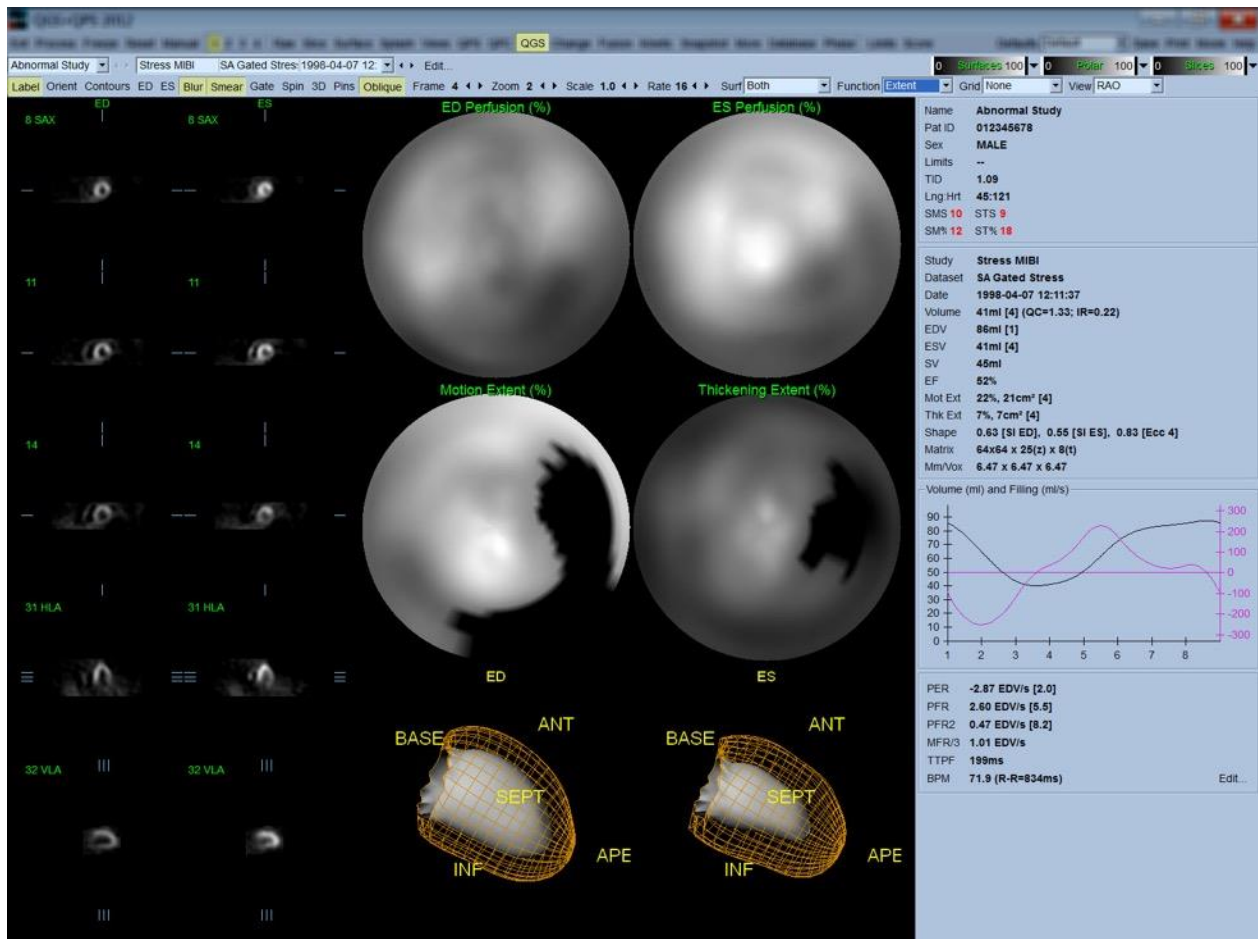 QGS+QPS 2012
QGS
Abnormal Study Stress MIBI SA Gated Stres: 1998-04-07 12: Edit...
0 Surfaces 100 0 Polar 100 0 Slices 100
Label Orient Contours ED ES Blur Smear Gate Spin 3D Pins Oblique Frame 4 Zoom 2 Scale 1.0 Rate 16 Surf Both Function Extent Grid None View RAO
ED ES
8 SAX 8 SAX
11 11
14 14
31 HLA 31 HLA
32 VLA 32 VLA
ED Perfusion (%) ES Perfusion (%)
Motion Extent (%) Thickening Extent (%)
ED ES
BASE ANT SEPT INF APE
BASE ANT SEPT INF APE
Name Abnormal Study
Pat ID 012345678
Sex MALE
Limits --
TID 1.09
Lng:Hrt 45:121
SMS 10 STS 9
SM% 12 ST% 18
Study Stress MIBI
Dataset SA Gated Stress
Date 1998-04-07 12:11:37
Volume 41ml [4] (QC=1.33; IR=0.22)
EDV 86ml [1]
ESV 41ml [4]
SV 45ml
EF 52%
Mot Ext 22%, 21cm² [4]
Thk Ext 7%, 7cm² [4]
Shape 0.63 [SI ED], 0.55 [SI ES], 0.83 [Ecc 4]
Matrix 64x64 x 25(z) x 8(t)
Mm/Vox 6.47 x 6.47 x 6.47
Volume (ml) and Filling (ml/s)
90 300
80 200
70 100
60
50 0
40
30 -100
20 -200
10
0 -300
1 2 3 4 5 6 7 8
PER -2.87 EDV/s [2.0]
PFR 2.60 EDV/s [5.5]
PFR2 0.47 EDV/s [8.2]
MFR/3 1.01 EDV/s
TTPF 199ms
BPM 71.9 (R-R=834ms) Edit...